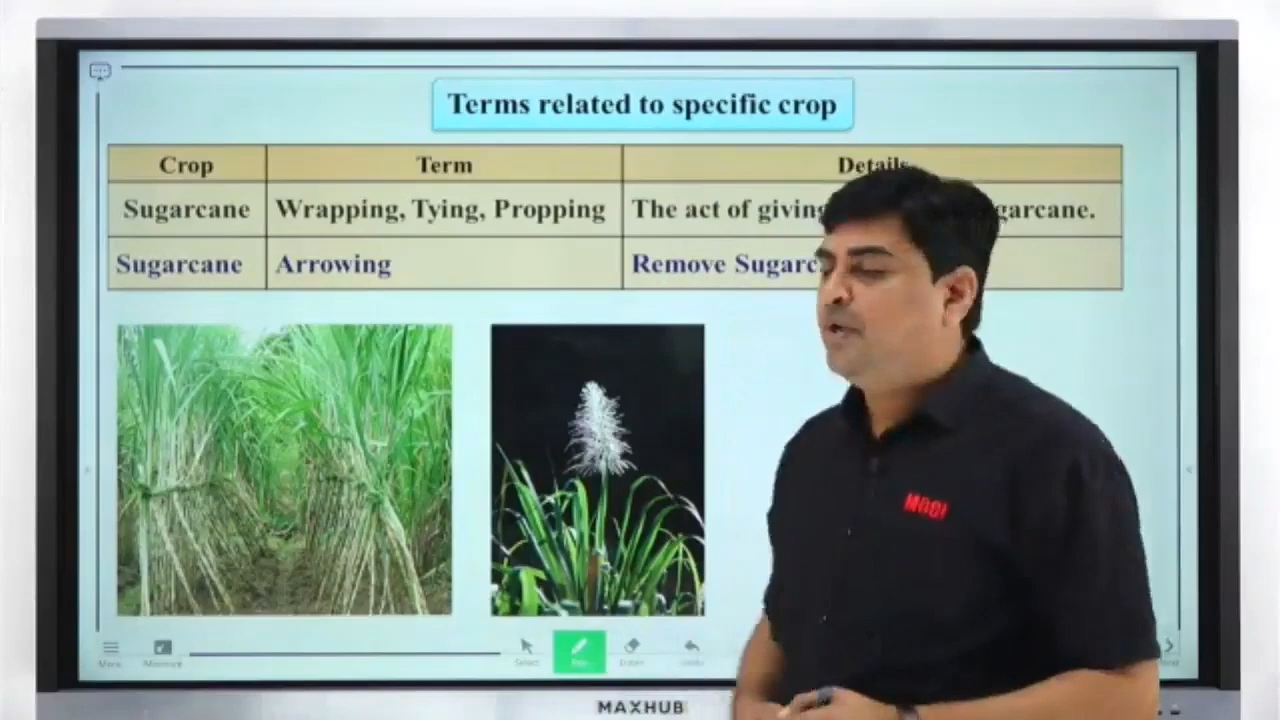 Terms related to specific crop
Crop Term Details
Sugarcane Wrapping, Tying, Propping The act of giving garcane.
Sugarcane Arrowing Remove Sugarc
Select
MODI
MAXHUB